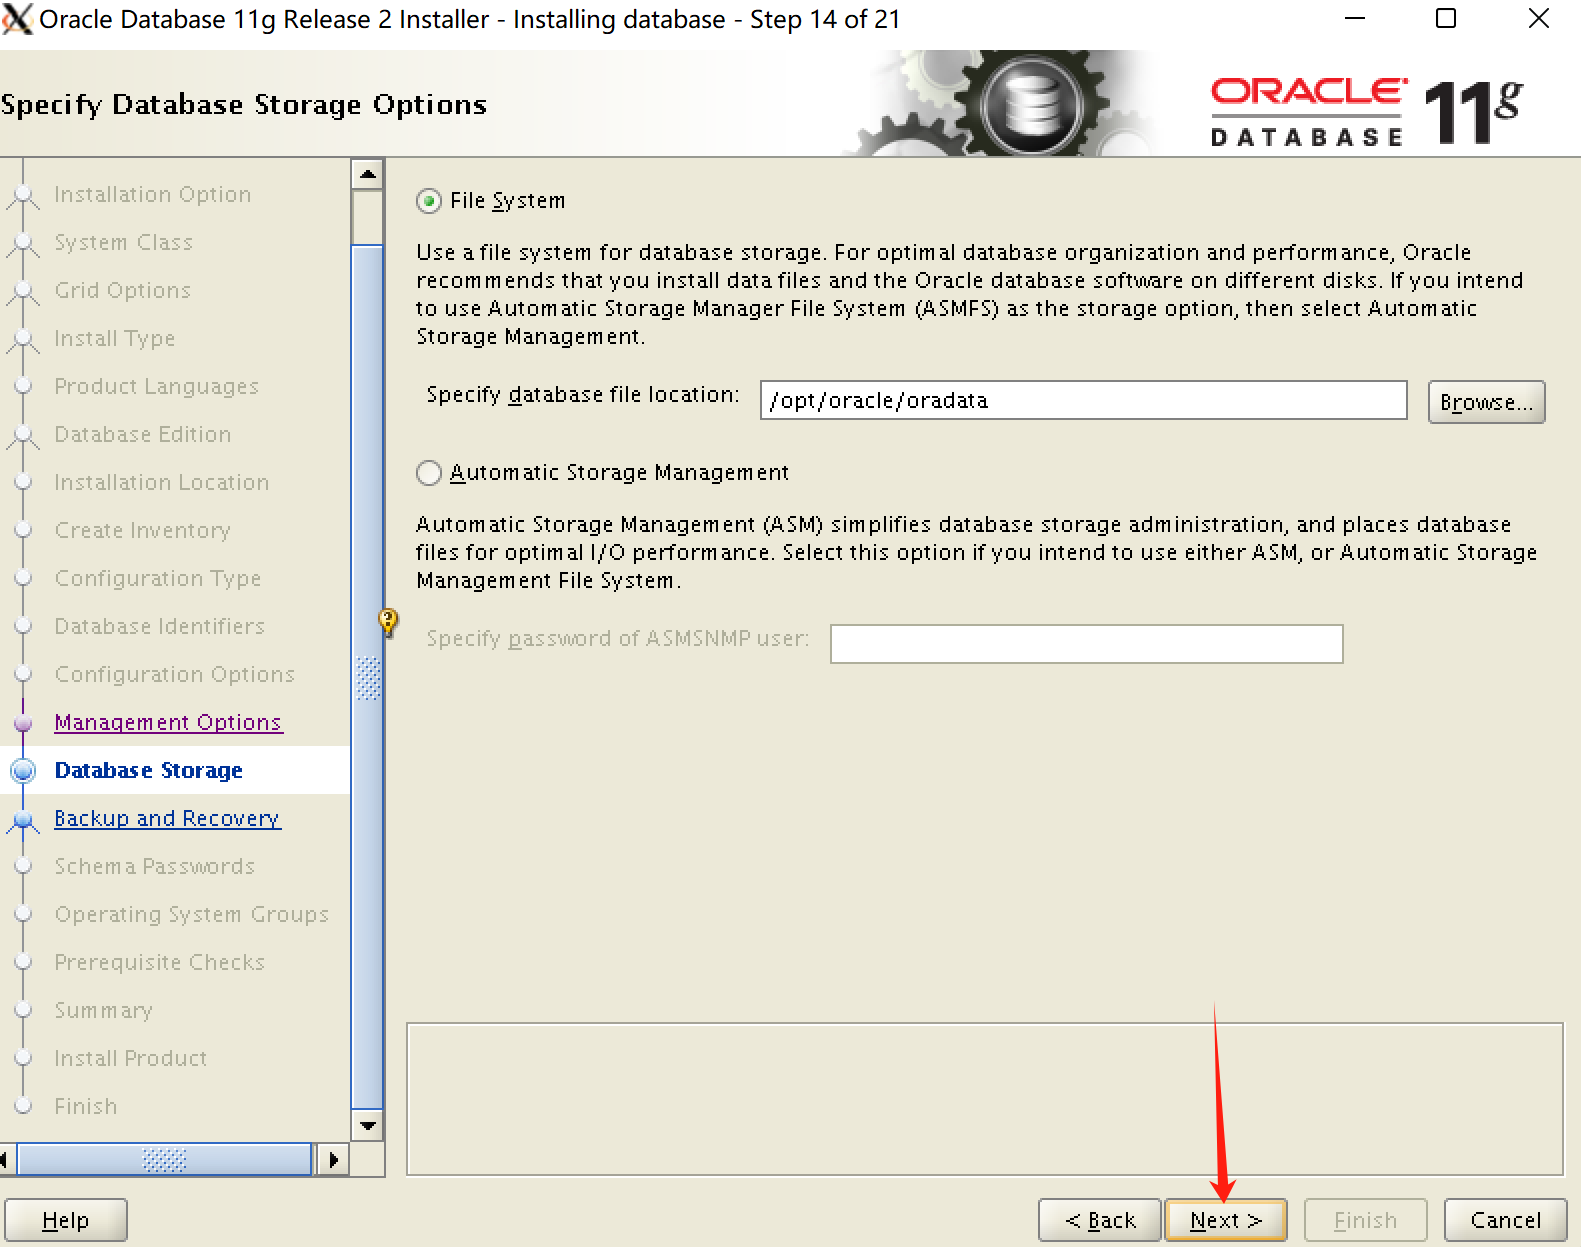 Oracle Database 11g Release 2 Installer - Installing database - Step 14 of 21
Specify Database Storage Options
ORACLE
DATABASE
11g
Installation Option
System Class
Grid Options
Install Type
Product Languages
Database Edition
Installation Location
Create Inventory
Configuration Type
Database Identifiers
Configuration Options
Management Options
Database Storage
Backup and Recovery
Schema Passwords
Operating System Groups
Prerequisite Checks
Summary
Install Product
Finish
File System
Use a file system for database storage. For optimal database organization and performance, Oracle
recommends that you install data files and the Oracle database software on different disks. If you intend
to use Automatic Storage Manager File System (ASMFS) as the storage option, then select Automatic
Storage Management.
Specify database file location: /opt/oracle/oradata Browse...
Automatic Storage Management
Automatic Storage Management (ASM) simplifies database storage administration, and places database
files for optimal I/O performance. Select this option if you intend to use either ASM, or Automatic Storage
Management File System.
Specify password of ASMSNMP user:
Help < Back Next > Finish Cancel